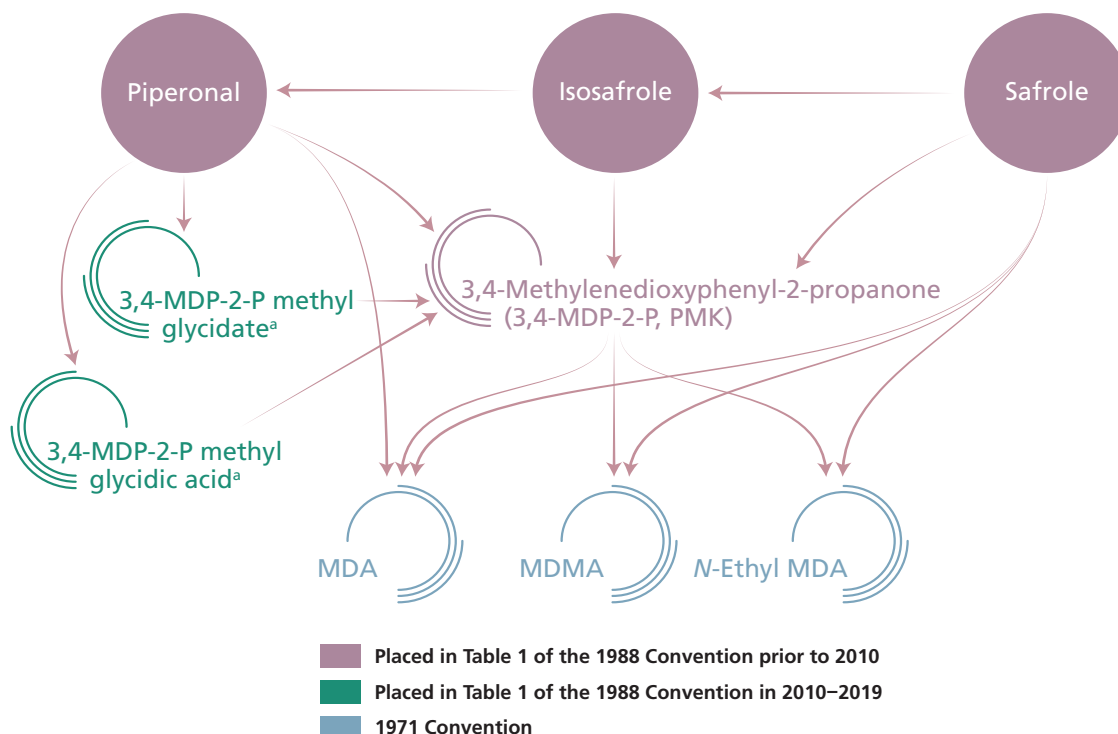 Piperonal
Isosafrole
Safrole
3,4-MDP-2-P methyl
glycidateᵃ
3,4-Methylenedioxyphenyl-2-propanone
(3,4-MDP-2-P, PMK)
3,4-MDP-2-P methyl
glycidic acidᵃ
MDA
MDMA
N-Ethyl MDA
Placed in Table 1 of the 1988 Convention prior to 2010
Placed in Table 1 of the 1988 Convention in 2010–2019
1971 Convention